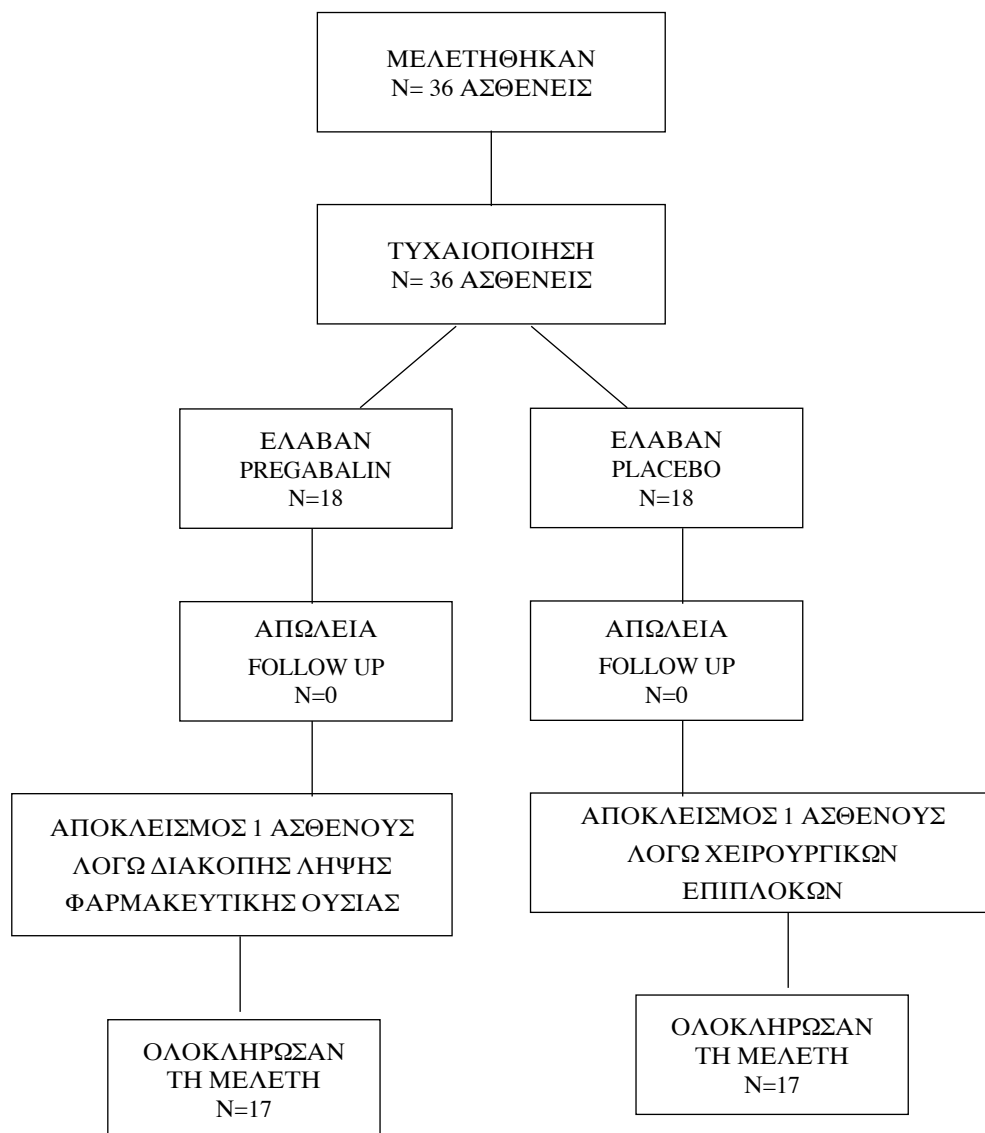 ΜΕΛΕΤΗΘΗΚΑΝ
N= 36 ΑΣΘΕΝΕΙΣ
ΤΥΧΑΙΟΠΟΙΗΣΗ
N= 36 ΑΣΘΕΝΕΙΣ
ΕΛΑΒΑΝ
PREGABALIN
N=18
ΕΛΑΒΑΝ
PLACEBO
N=18
ΑΠΩΛΕΙΑ
FOLLOW UP
N=0
ΑΠΩΛΕΙΑ
FOLLOW UP
N=0
ΑΠΟΚΛΕΙΣΜΟΣ 1 ΑΣΘΕΝΟΥΣ
ΛΟΓΩ ΔΙΑΚΟΠΗΣ ΛΗΨΗΣ
ΦΑΡΜΑΚΕΥΤΙΚΗΣ ΟΥΣΙΑΣ
ΑΠΟΚΛΕΙΣΜΟΣ 1 ΑΣΘΕΝΟΥΣ
ΛΟΓΩ ΧΕΙΡΟΥΡΓΙΚΩΝ
ΕΠΙΠΛΟΚΩΝ
ΟΛΟΚΛΗΡΩΣΑΝ
ΤΗ ΜΕΛΕΤΗ
N=17
ΟΛΟΚΛΗΡΩΣΑΝ
ΤΗ ΜΕΛΕΤΗ
N=17